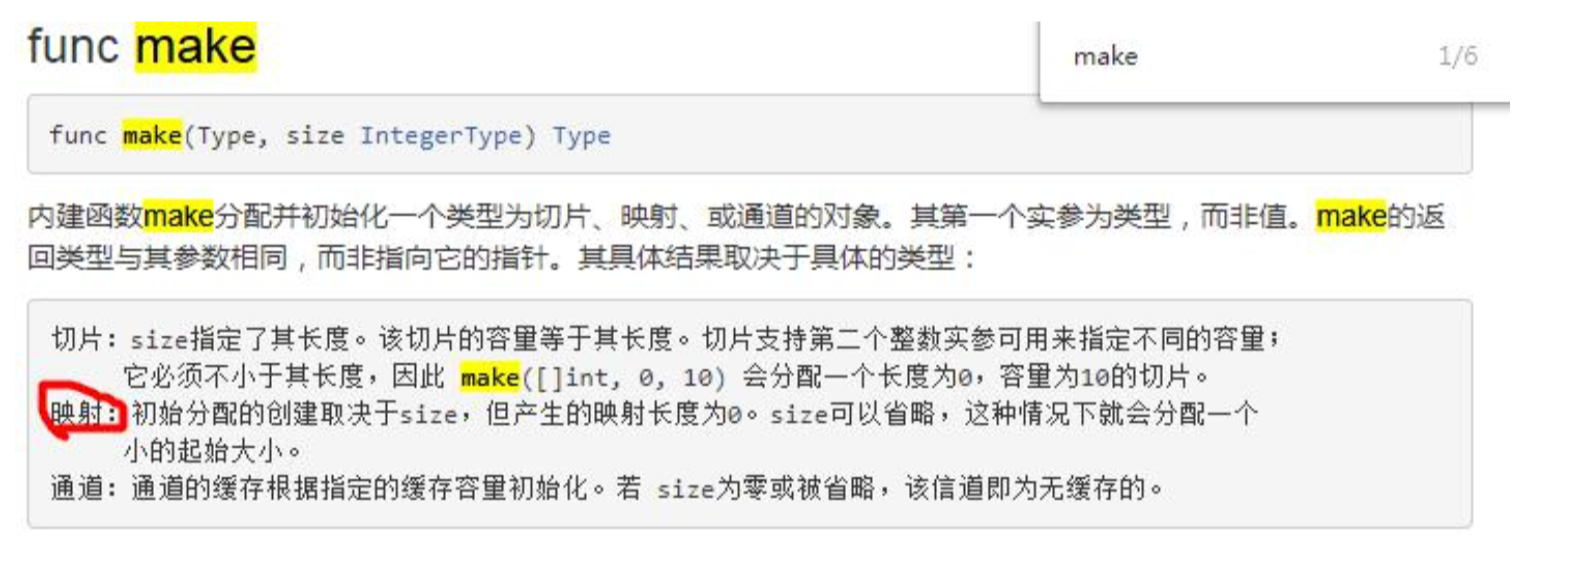 func make
make 1/6
func make(Type, size IntegerType) Type
内建函数make分配并初始化一个类型为切片、映射、或通道的对象。其第一个实参为类型，而非值。make的返
回类型与其参数相同，而非指向它的指针。其具体结果取决于具体的类型：
切片：size指定了其长度。该切片的容量等于其长度。切片支持第二个整数实参可用来指定不同的容量；
它必须不小于其长度，因此 make([]int, 0, 10) 会分配一个长度为0，容量为10的切片。
映射：初始分配的创建取决于size，但产生的映射长度为0。size可以省略，这种情况下就会分配一个
小的起始大小。
通道：通道的缓存根据指定的缓存容量初始化。若 size为零或被省略，该信道即为无缓存的。